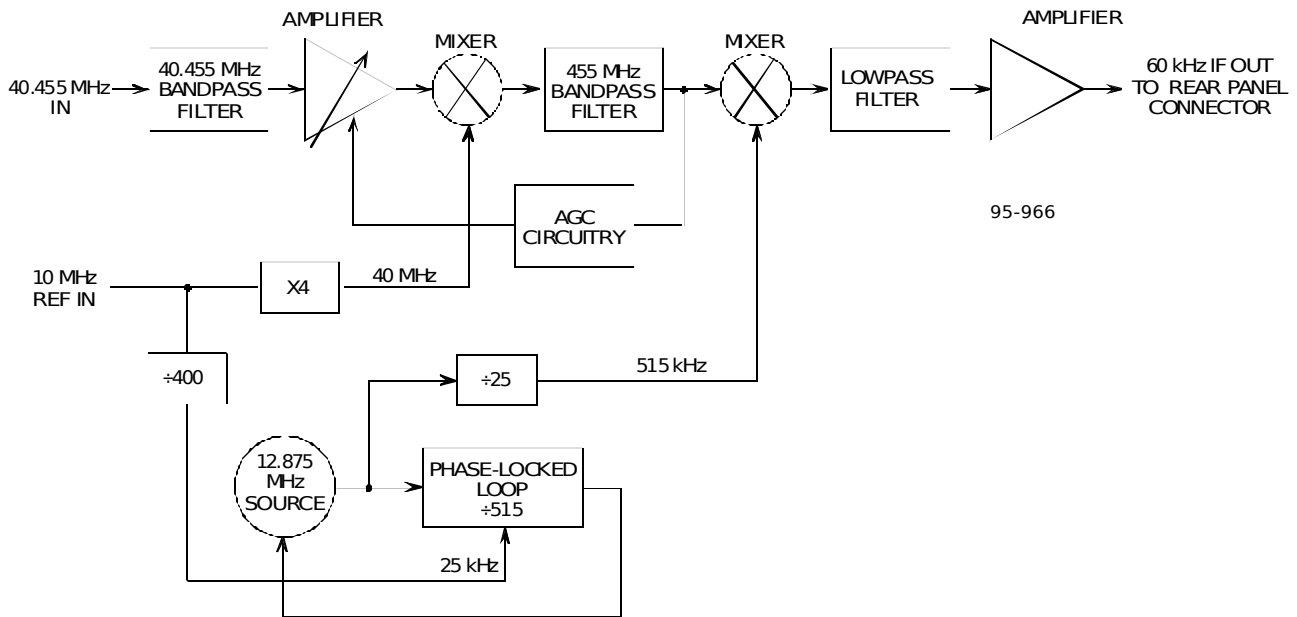 AMPLIFIER
40.455 MHz
IN
40.455 MHz
BANDPASS
FILTER
MIXER
455 MHz
BANDPASS
FILTER
MIXER
LOWPASS
FILTER
AMPLIFIER
60 kHz IF OUT
TO REAR PANEL
CONNECTOR
AGC
CIRCUITRY
95-966
10 MHz
REF IN
X4
40 MHz
÷400
÷25
515 kHz
12.875
MHz
SOURCE
PHASE-LOCKED
LOOP
÷515
25 kHz